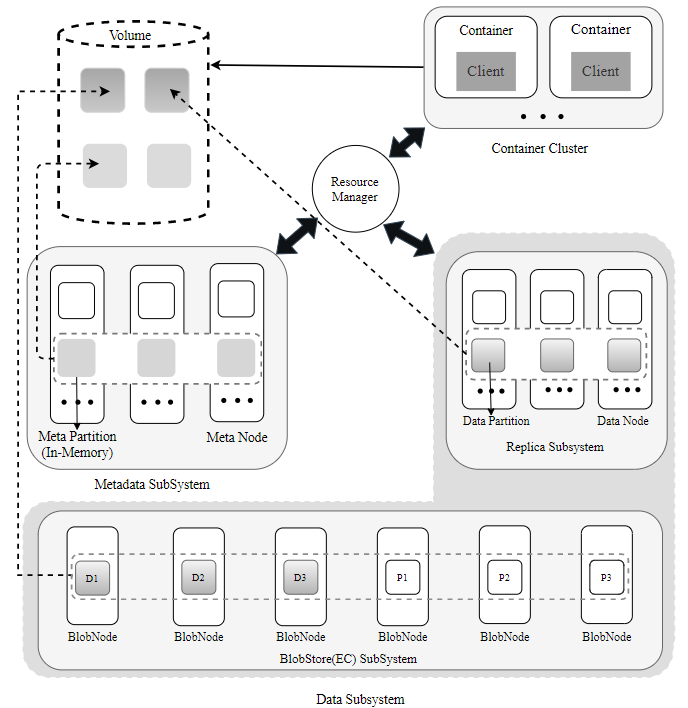 Volume
Container
Container
Client
Client
• • •
Container Cluster
Resource
Manager
• • •
• • •
• • •
Meta Partition
(In-Memory)
Meta Node
Metadata SubSystem
• • •
• • •
• • •
Data Partition
Data Node
Replica Subsystem
D1
D2
D3
P1
P2
P3
BlobNode
BlobNode
BlobNode
BlobNode
BlobNode
BlobNode
BlobStore(EC) SubSystem
Data Subsystem